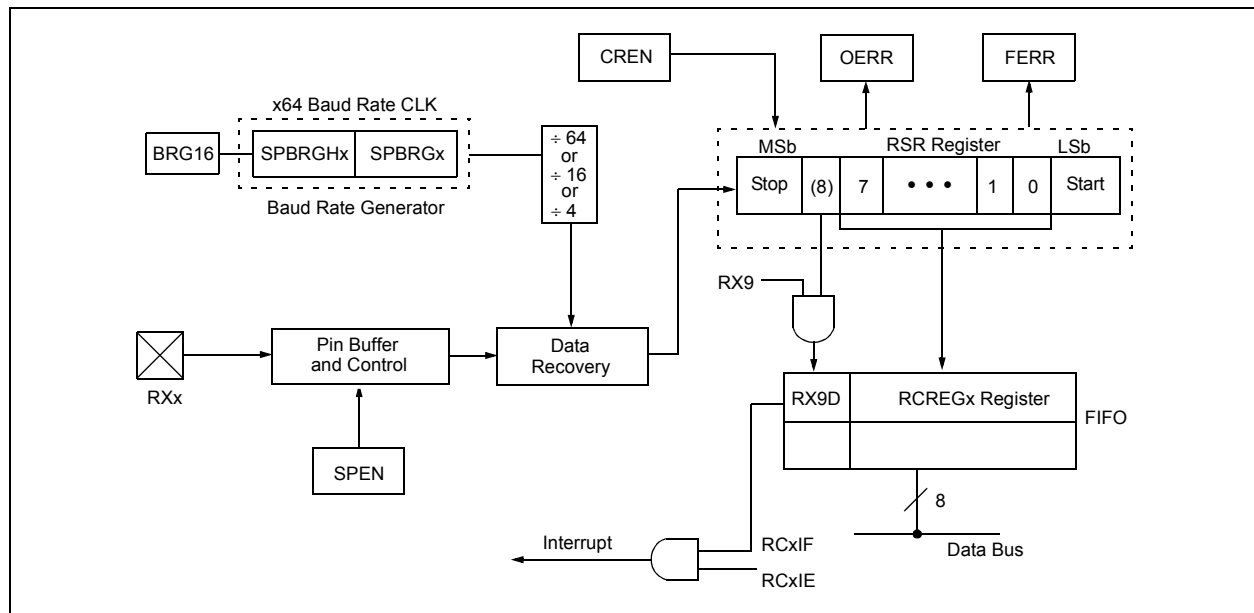 CREN
OERR
FERR
x64 Baud Rate CLK
BRG16
SPBRGHx
SPBRGx
Baud Rate Generator
÷ 64
or
÷ 16
or
÷ 4
MSb
RSR Register
LSb
Stop
(8)
7
• • •
1
0
Start
RX9
RXx
Pin Buffer
and Control
Data
Recovery
SPEN
RX9D
RCREGx Register
FIFO
8
Data Bus
Interrupt
RCxIF
RCxIE